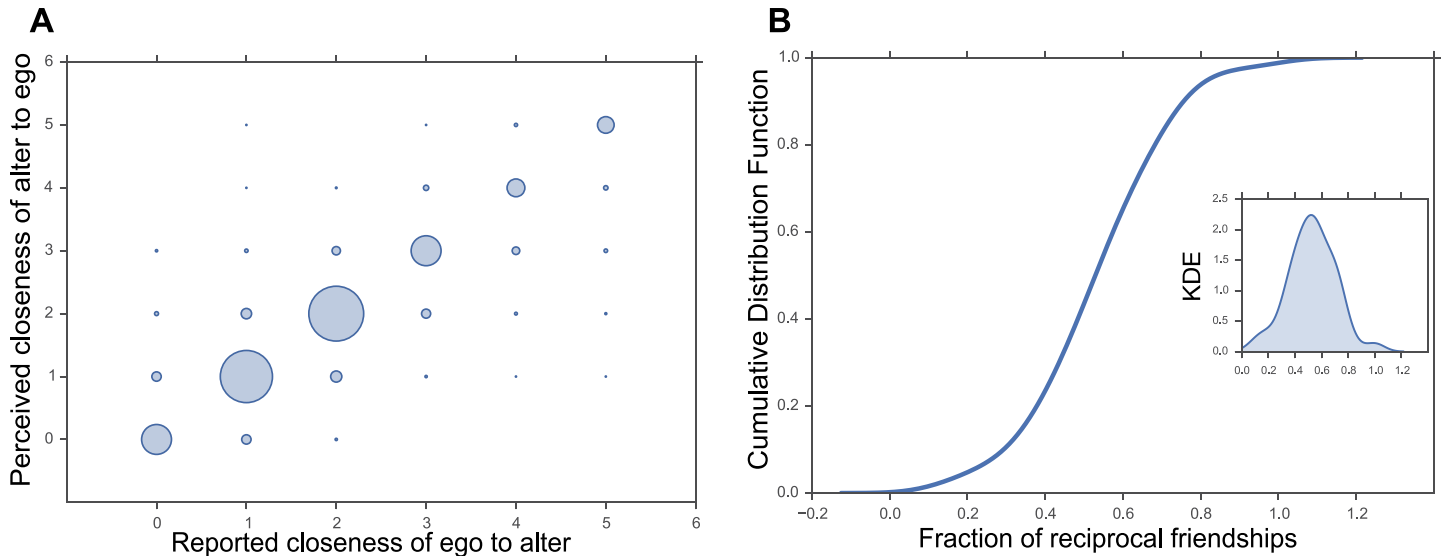 A
Perceived closeness of alter to ego
6
5
4
3
2
1
0
0 1 2 3 4 5 6
Reported closeness of ego to alter
B
Cumulative Distribution Function
1.0
0.8
0.6
0.4
0.2
0.0
−0.2 0.0 0.2 0.4 0.6 0.8 1.0 1.2
Fraction of reciprocal friendships
KDE
2.5
2.0
1.5
1.0
0.5
0.0
0.0 0.2 0.4 0.6 0.8 1.0 1.2